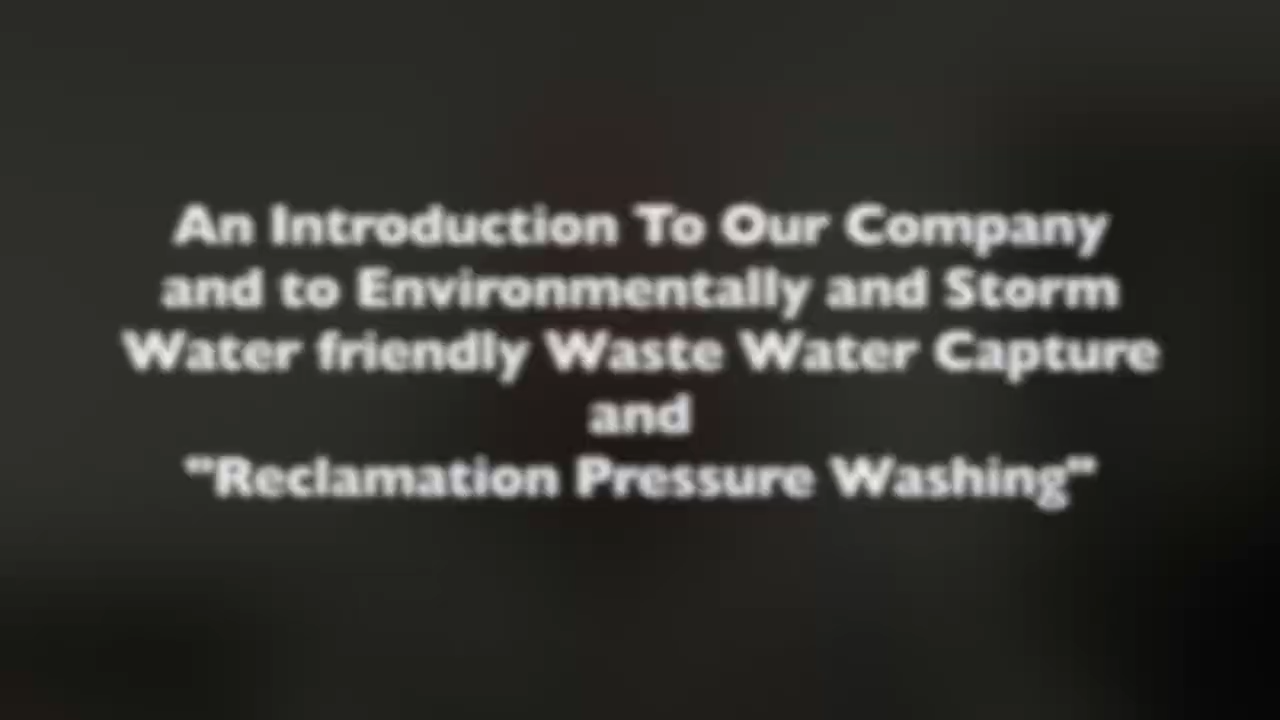 An Introduction To Our Company
and to Environmentally and Storm
Water friendly Waste Water Capture
and
"Reclamation Pressure Washing"